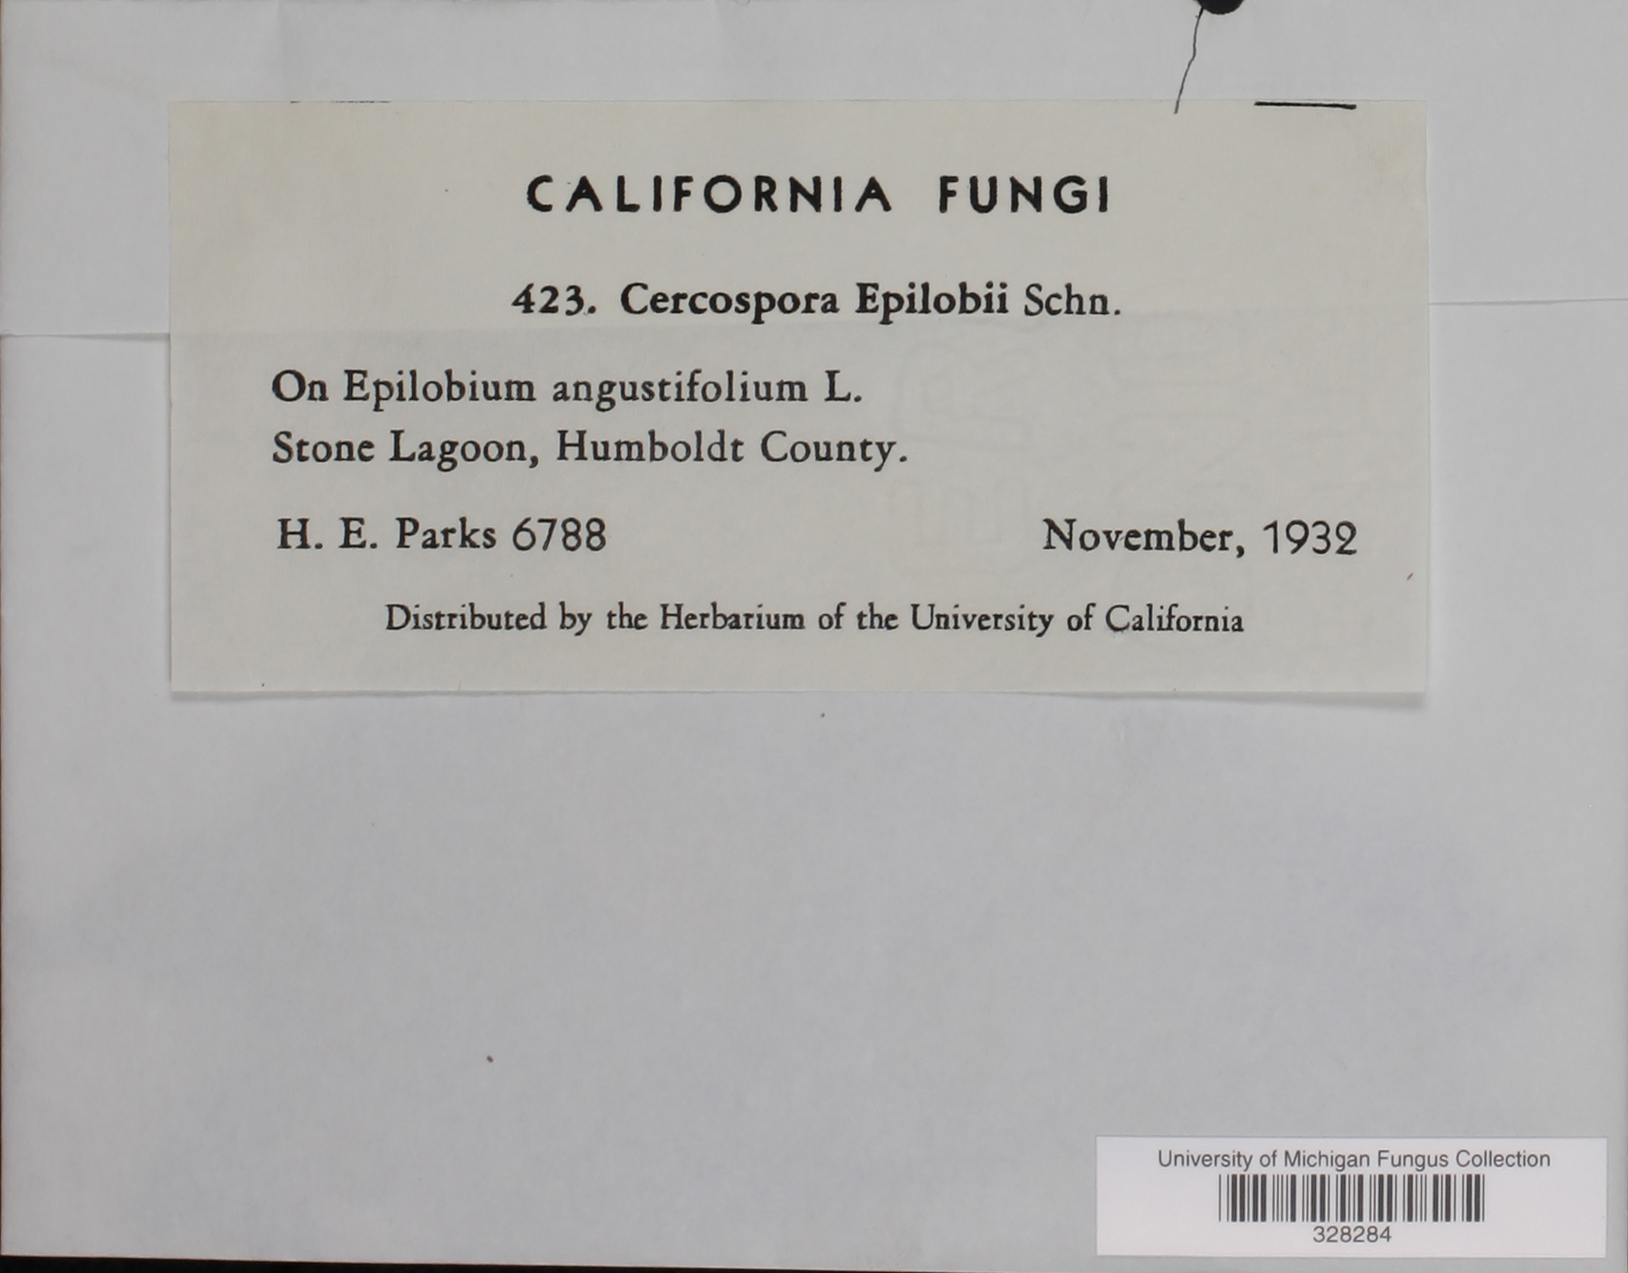 CALIFORNIA FUNGI
423. Cercospora Epilobii Schn.
On Epilobium angustifolium L.
Stone Lagoon, Humboldt County.
H. E. Parks 6788 November, 1932
Distributed by the Herbarium of the University of California
University of Michigan Fungus Collection
328284